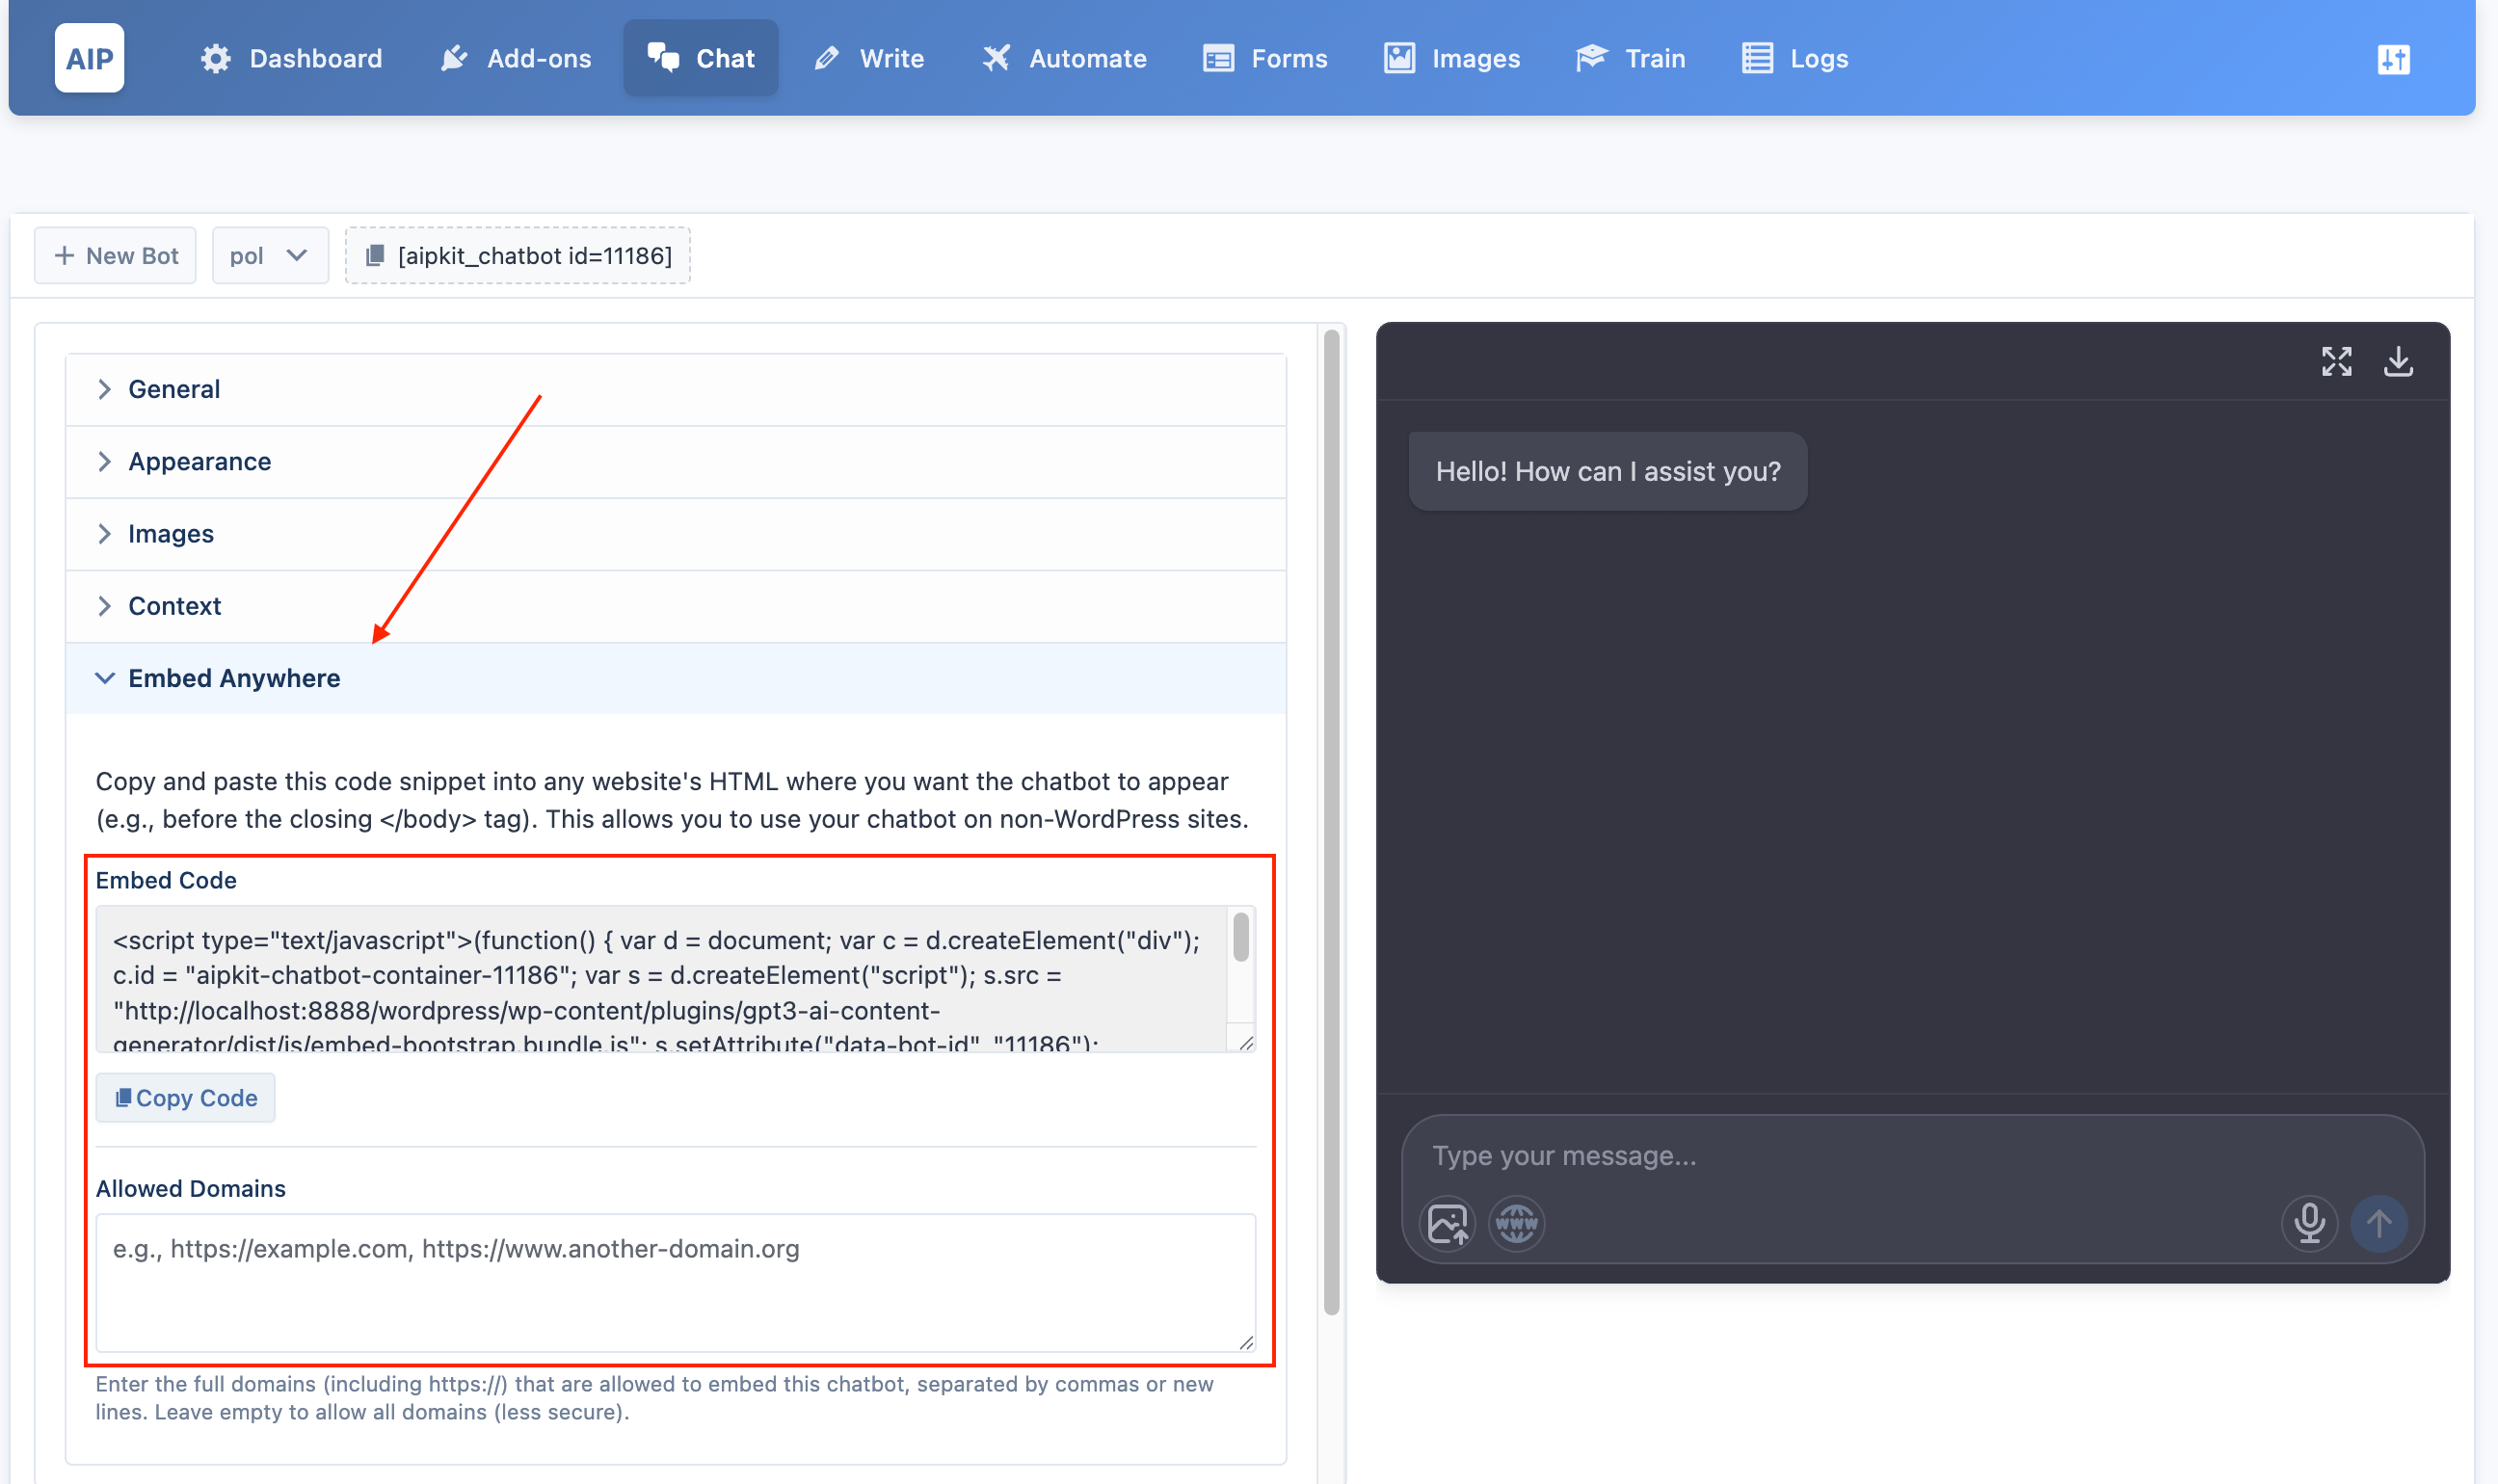 AIP
Dashboard
Add-ons
Chat
Write
Automate
Forms
Images
Train
Logs
+ New Bot
pol
[aipkit_chatbot id=11186]
General
Appearance
Images
Context
Embed Anywhere
Copy and paste this code snippet into any website's HTML where you want the chatbot to appear
(e.g., before the closing </body> tag). This allows you to use your chatbot on non-WordPress sites.
Embed Code
<script type="text/javascript">(function() { var d = document; var c = d.createElement("div");
c.id = "aipkit-chatbot-container-11186"; var s = d.createElement("script"); s.src =
"http://localhost:8888/wordpress/wp-content/plugins/gpt3-ai-content-
generator/dist/js/embed-bootstrap.bundle.js"; s.setAttribute("data-bot-id", "11186");
Copy Code
Allowed Domains
e.g., https://example.com, https://www.another-domain.org
Enter the full domains (including https://) that are allowed to embed this chatbot, separated by commas or new
lines. Leave empty to allow all domains (less secure).
Hello! How can I assist you?
Type your message...
WWW